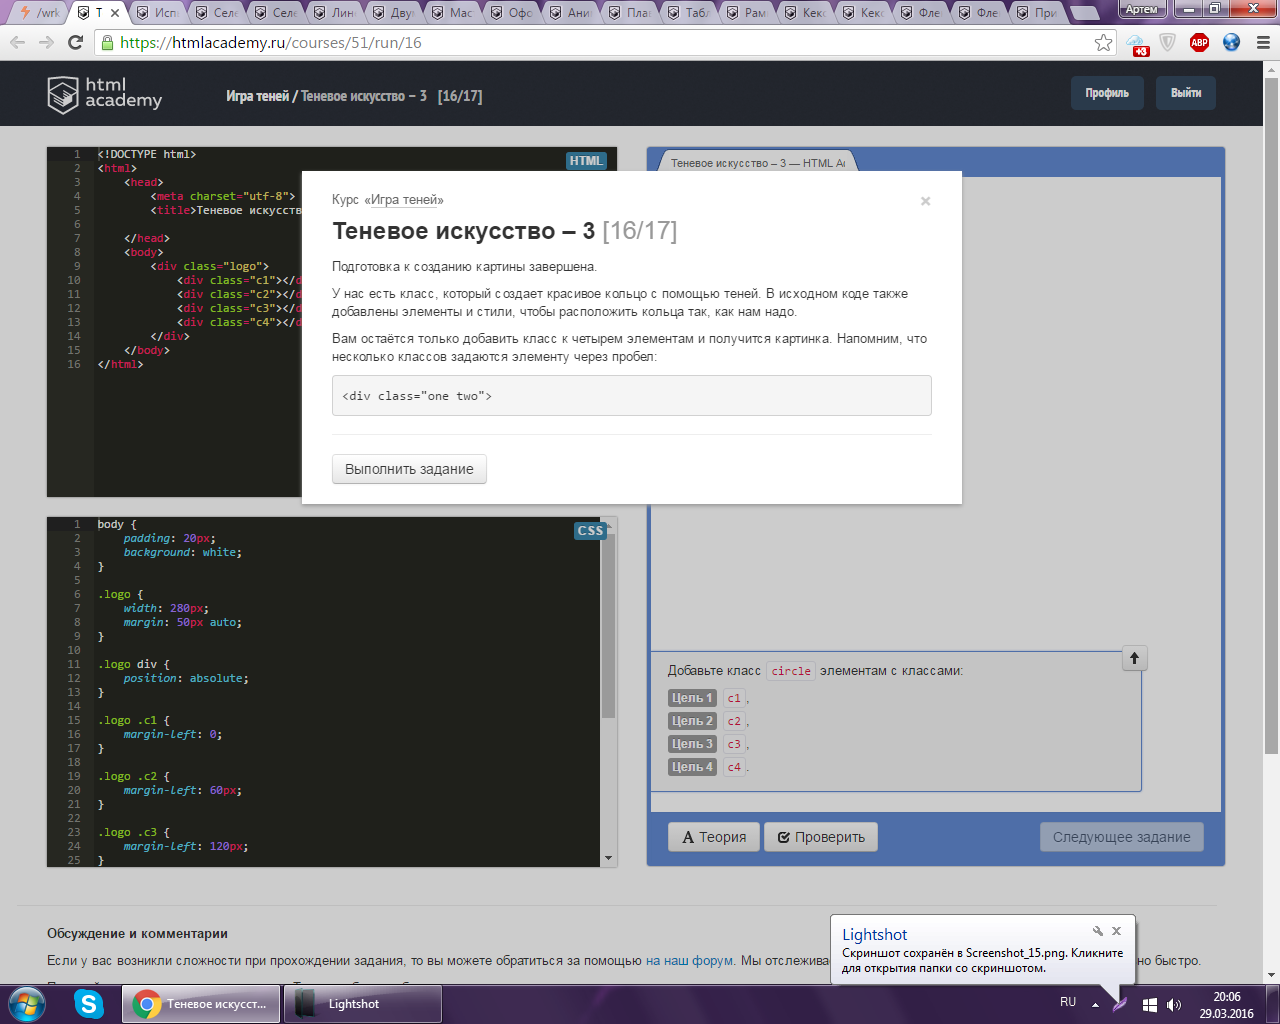 /wrk
Т
Исп
Селе
Селе
Лин
Дву
Мас
Офо
Ани
Пла
Табл
Рам
Кекс
Кекс
Фле
Фле
При
Артем
https://htmlacademy.ru/courses/51/run/16
+3
ABP
html
academy
Игра теней / Теневое искусство – 3 [16/17]
Профиль
Выйти
HTML
1 <!DOCTYPE html>
2 <html>
3 <head>
4 <meta charset="utf-8">
5 <title>Теневое искусств
6
7 </head>
8 <body>
9 <div class="logo">
10 <div class="c1"></d
11 <div class="c2"></d
12 <div class="c3"></d
13 <div class="c4"></d
14 </div>
15 </body>
16 </html>
Теневое искусство – 3 — HTML Ac
Курс «Игра теней»
×
Теневое искусство – 3 [16/17]
Подготовка к созданию картины завершена.
У нас есть класс, который создает красивое кольцо с помощью теней. В исходном коде также
добавлены элементы и стили, чтобы расположить кольца так, как нам надо.
Вам остаётся только добавить класс к четырем элементам и получится картинка. Напомним, что
несколько классов задаются элементу через пробел:
<div class="one two">
Выполнить задание
CSS
1 body {
2 padding: 20px;
3 background: white;
4 }
5
6 .logo {
7 width: 280px;
8 margin: 50px auto;
9 }
10
11 .logo div {
12 position: absolute;
13 }
14
15 .logo .c1 {
16 margin-left: 0;
17 }
18
19 .logo .c2 {
20 margin-left: 60px;
21 }
22
23 .logo .c3 {
24 margin-left: 120px;
25 }
Добавьте класс circle элементам с классами:
Цель 1 c1,
Цель 2 c2,
Цель 3 c3,
Цель 4 c4.
Теория
Проверить
Следующее задание
Обсуждение и комментарии
Если у вас возникли сложности при прохождении задания, то вы можете обратиться за помощью на наш форум. Мы отслежива
но быстро.
Lightshot
Скриншот сохранён в Screenshot_15.png. Кликните
для открытия папки со скриншотом.
Теневое искусст...
Lightshot
RU
20:06
29.03.2016